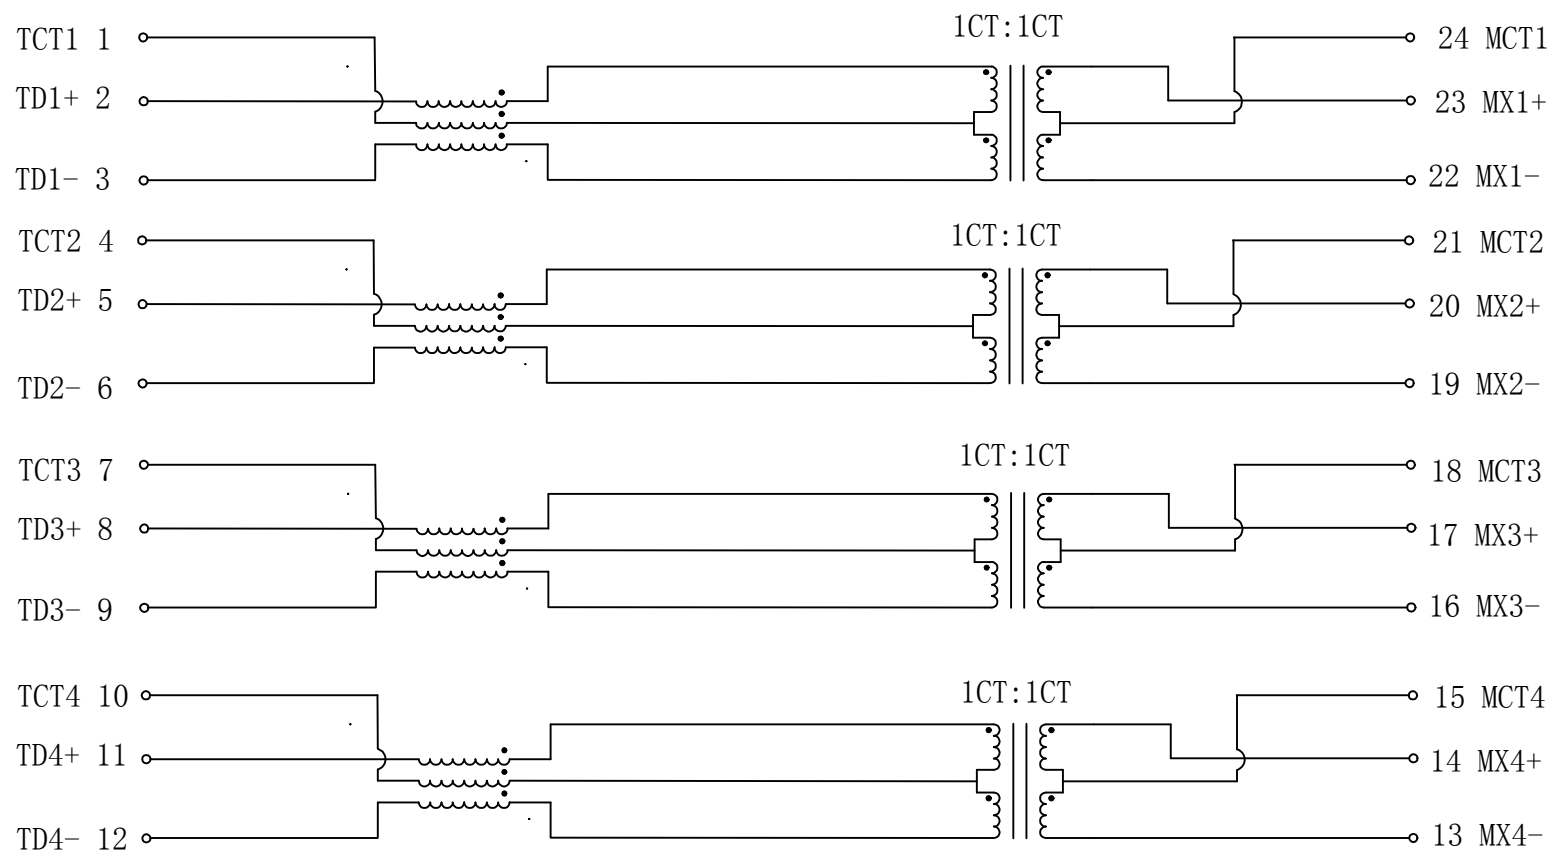 1CT:1CT
TCT1 1
24 MCT1
TD1+ 2
23 MX1+
TD1- 3
22 MX1-
1CT:1CT
TCT2 4
21 MCT2
TD2+ 5
20 MX2+
TD2- 6
19 MX2-
1CT:1CT
TCT3 7
18 MCT3
TD3+ 8
17 MX3+
TD3- 9
16 MX3-
1CT:1CT
TCT4 10
15 MCT4
TD4+ 11
14 MX4+
TD4- 12
13 MX4-